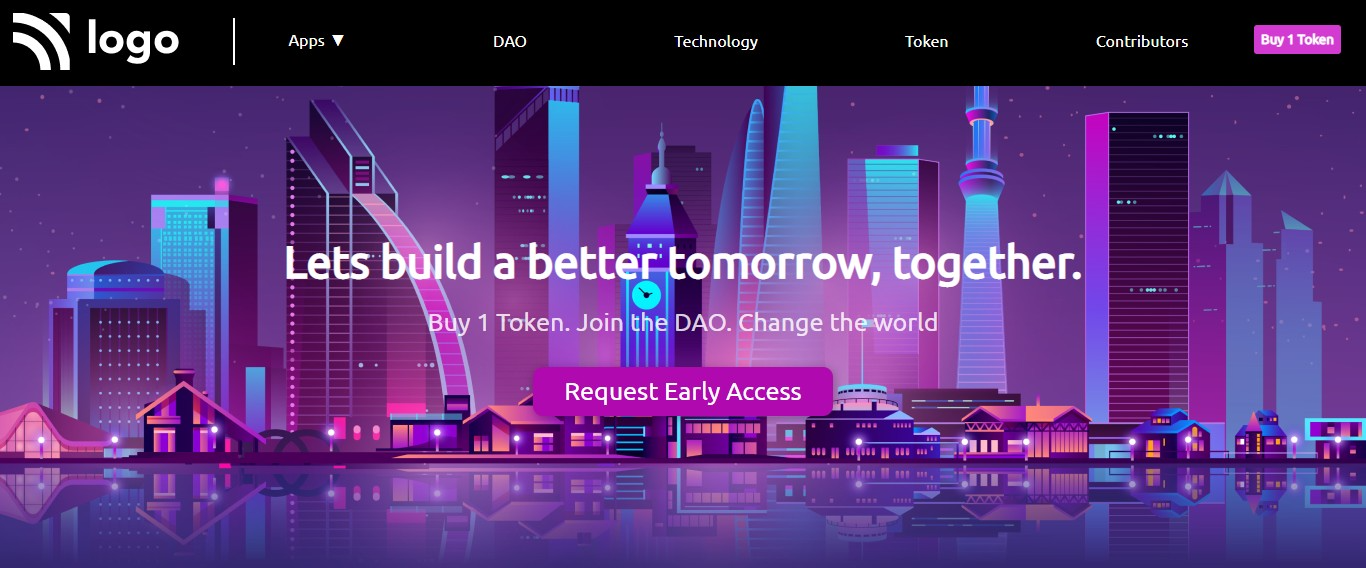 logo
Apps ▼
DAO
Technology
Token
Contributors
Buy 1 Token
Lets build a better tomorrow, together.
Buy 1 Token. Join the DAO. Change the world
Request Early Access